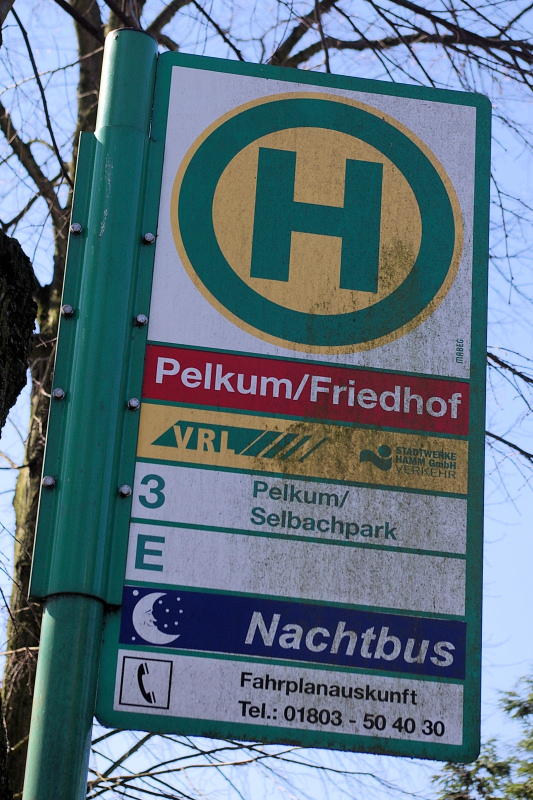 H
MABEG
Pelkum/Friedhof
VRL
STADTWERKE
HAMM GmbH
VERKEHR
3
Pelkum/
Selbachpark
E
Nachtbus
Fahrplanauskunft
Tel.: 01803 - 50 40 30